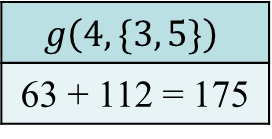 g(4, {3, 5})
63 + 112 = 175